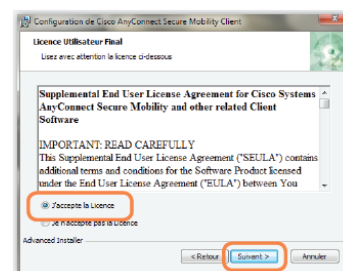 Configuration de Cisco AnyConnect Secure Mobility Client
Licence Utilisateur Final
Lisez avec attention la licence ci-dessous
Supplemental End User License Agreement for Cisco Systems
AnyConnect Secure Mobility and other related Client
Software
IMPORTANT: READ CAREFULLY
This Supplemental End User License Agreement ("SEULA") contains
additional terms and conditions for the Software Product licensed
under the End User License Agreement ("EULA") between You
J'accepte la Licence
Je n'accepte pas la Licence
Advanced Installer
< Retour
Suivant >
Annuler